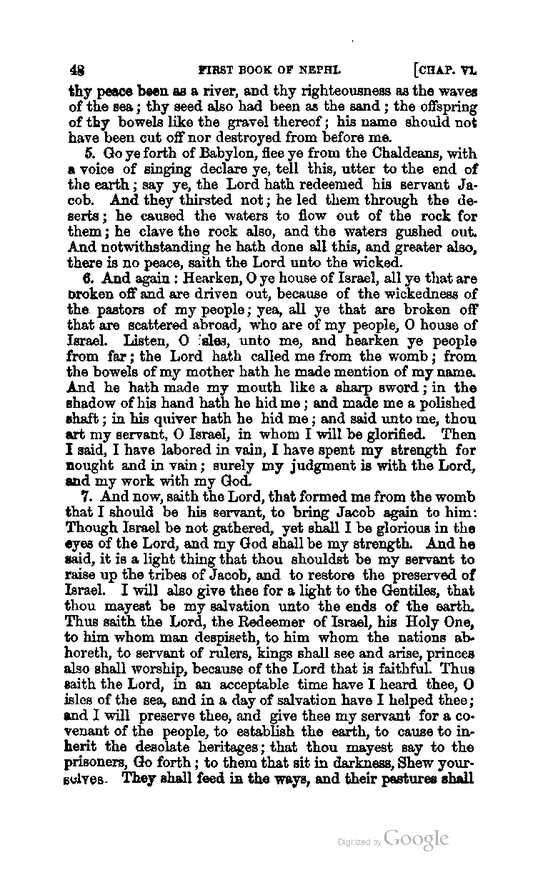 48 FIRST BOOK OF NEPHI. [CHAP. VI.
thy peace been as a river, and thy righteousness as the waves
of the sea; thy seed also had been as the sand; the offspring
of thy bowels like the gravel thereof; his name should not
have been cut off nor destroyed from before me.
5. Go ye forth of Babylon, flee ye from the Chaldeans, with
a voice of singing declare ye, tell this, utter to the end of
the earth; say ye, the Lord hath redeemed his servant Ja-
cob. And they thirsted not; he led them through the de-
serts; he caused the waters to flow out of the rock for
them; he clave the rock also, and the waters gushed out.
And notwithstanding he hath done all this, and greater also,
there is no peace, saith the Lord unto the wicked.
6. And again: Hearken, O ye house of Israel, all ye that are
broken off and are driven out, because of the wickedness of
the pastors of my people; yea, all ye that are broken off
that are scattered abroad, who are of my people, O house of
Israel. Listen, O isles, unto me, and hearken ye people
from far; the Lord hath called me from the womb; from
the bowels of my mother hath he made mention of my name.
And he hath made my mouth like a sharp sword; in the
shadow of his hand hath he hid me; and made me a polished
shaft; in his quiver hath he hid me; and said unto me, thou
art my servant, O Israel, in whom I will be glorified. Then
I said, I have labored in vain, I have spent my strength for
nought and in vain; surely my judgment is with the Lord,
and my work with my God.
7. And now, saith the Lord, that formed me from the womb
that I should be his servant, to bring Jacob again to him:
Though Israel be not gathered, yet shall I be glorious in the
eyes of the Lord, and my God shall be my strength. And he
said, it is a light thing that thou shouldst be my servant to
raise up the tribes of Jacob, and to restore the preserved of
Israel. I will also give thee for a light to the Gentiles, that
thou mayest be my salvation unto the ends of the earth.
Thus saith the Lord, the Redeemer of Israel, his Holy One,
to him whom man despiseth, to him whom the nations ab-
horeth, to servant of rulers, kings shall see and arise, princes
also shall worship, because of the Lord that is faithful. Thus
saith the Lord, in an acceptable time have I heard thee, O
isles of the sea, and in a day of salvation have I helped thee;
and I will preserve thee, and give thee my servant for a co-
venant of the people, to establish the earth, to cause to in-
herit the desolate heritages; that thou mayest say to the
prisoners, Go forth; to them that sit in darkness, Shew your-
selves. They shall feed in the ways, and their pastures shall
Digitized by Google